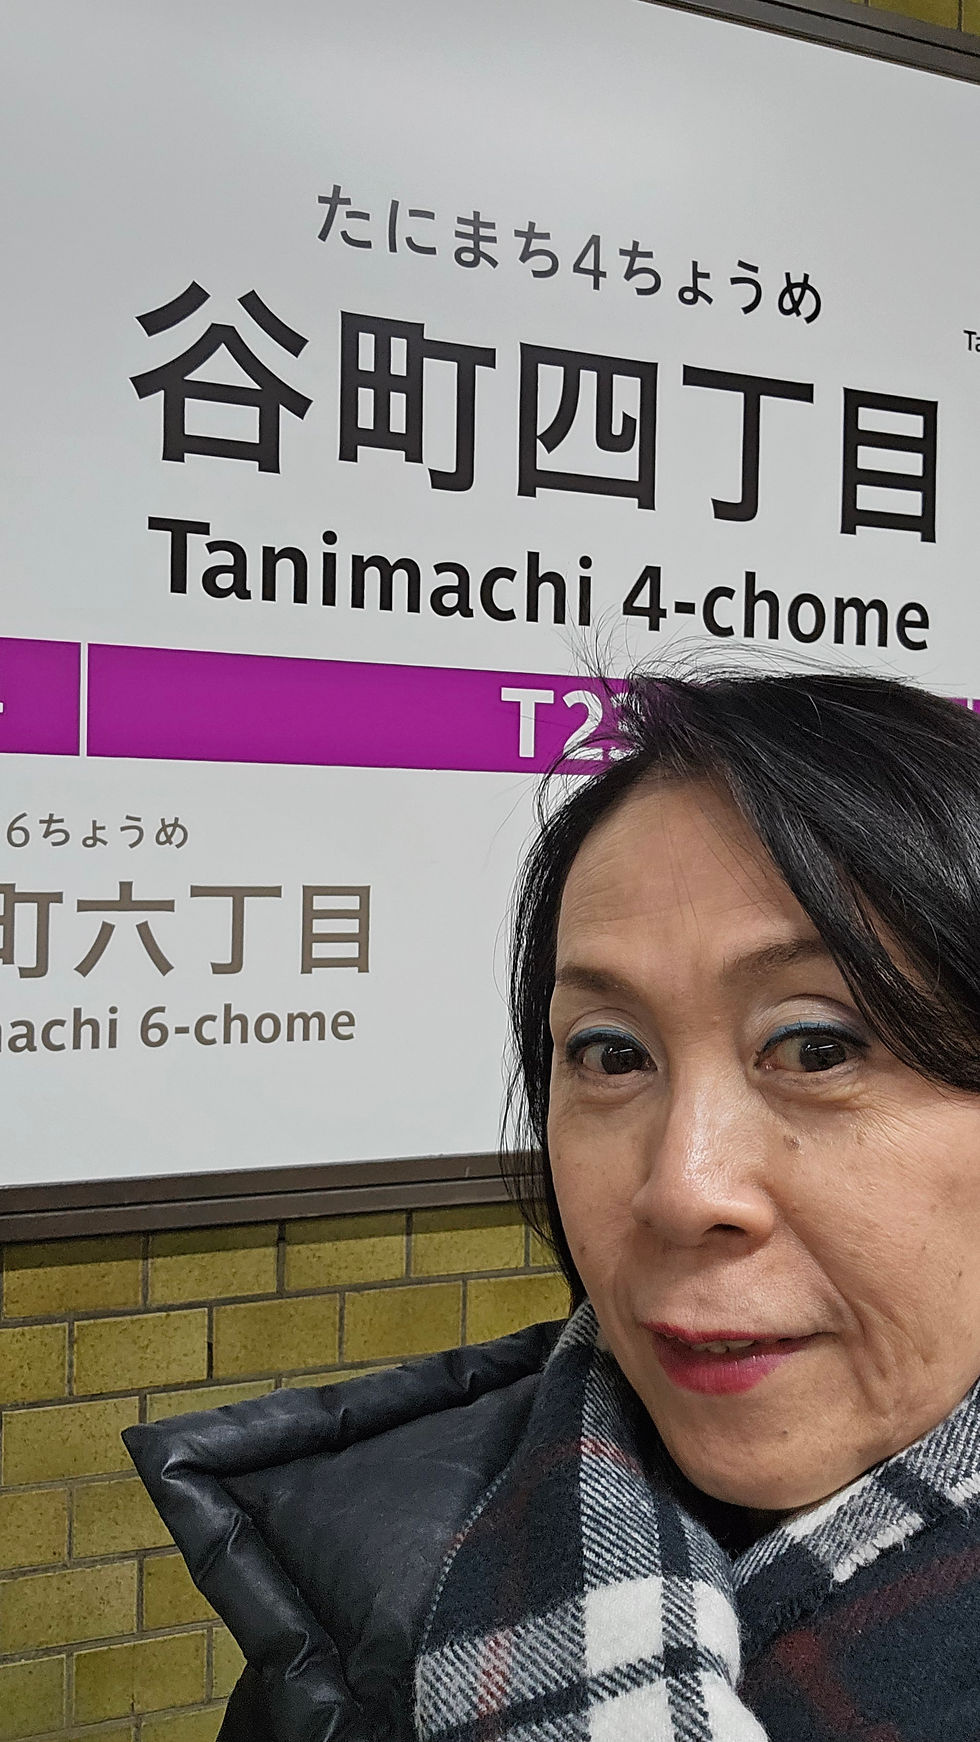 たにまち4ちょうめ
谷町四丁目
Tanimachi 4-chome
6ちょうめ
町六丁目
6-chome